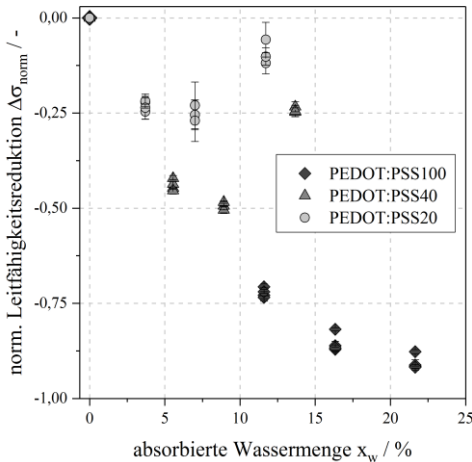 0,00
-0,25
-0,50
-0,75
-1,00
norm. Leitfähigkeitsreduktion Δσnorm / -
PEDOT:PSS100
PEDOT:PSS40
PEDOT:PSS20
0 5 10 15 20 25
absorbierte Wassermenge xw / %